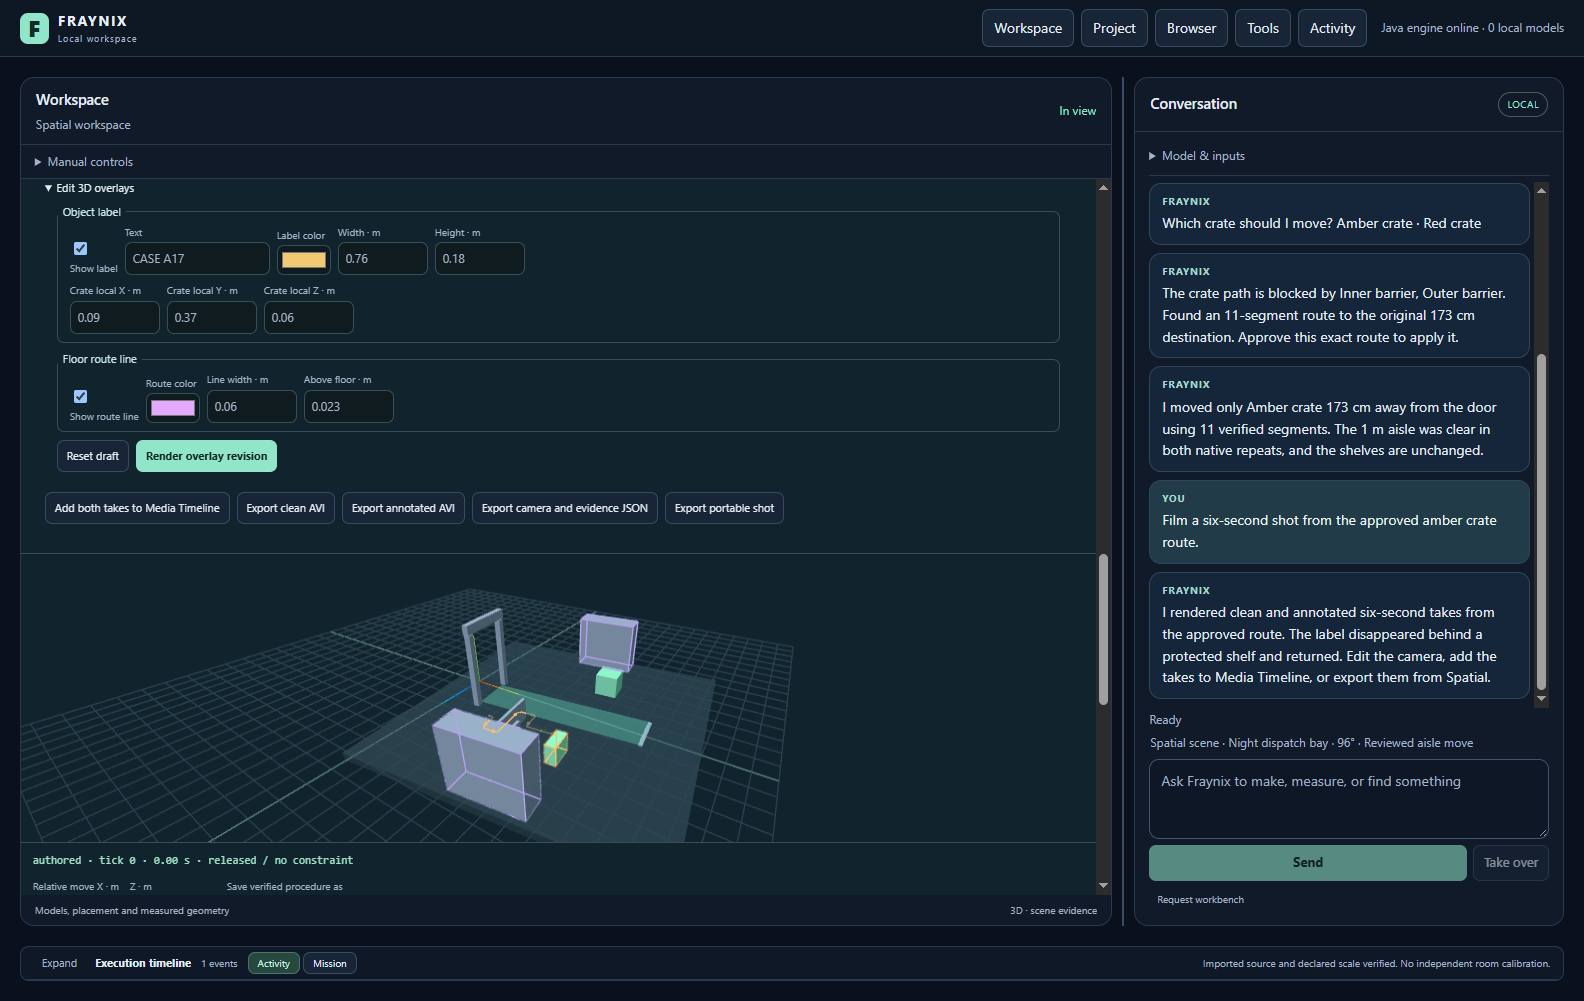 F
FRAYNIX
Local workspace
Workspace
Project
Browser
Tools
Activity
Java engine online · 0 local models
Workspace
Spatial workspace
In view
Manual controls
Edit 3D overlays
Object label
Show label
Text
CASE A17
Label color
Width · m
0.76
Height · m
0.18
Crate local X · m
0.09
Crate local Y · m
0.37
Crate local Z · m
0.06
Floor route line
Show route line
Route color
Line width · m
0.06
Above floor · m
0.023
Reset draft
Render overlay revision
Add both takes to Media Timeline
Export clean AVI
Export annotated AVI
Export camera and evidence JSON
Export portable shot
authored · tick 0 · 0.00 s · released / no constraint
Relative move X · m
Z · m
Save verified procedure as
Models, placement and measured geometry
3D · scene evidence
Conversation
LOCAL
Model & inputs
FRAYNIX
Which crate should I move? Amber crate · Red crate
FRAYNIX
The crate path is blocked by Inner barrier, Outer barrier.
Found an 11-segment route to the original 173 cm
destination. Approve this exact route to apply it.
FRAYNIX
I moved only Amber crate 173 cm away from the door
using 11 verified segments. The 1 m aisle was clear in
both native repeats, and the shelves are unchanged.
YOU
Film a six-second shot from the approved amber crate
route.
FRAYNIX
I rendered clean and annotated six-second takes from
the approved route. The label disappeared behind a
protected shelf and returned. Edit the camera, add the
takes to Media Timeline, or export them from Spatial.
Ready
Spatial scene · Night dispatch bay · 96° · Reviewed aisle move
Ask Fraynix to make, measure, or find something
Send
Take over
Request workbench
Expand
Execution timeline
1 events
Activity
Mission
Imported source and declared scale verified. No independent room calibration.